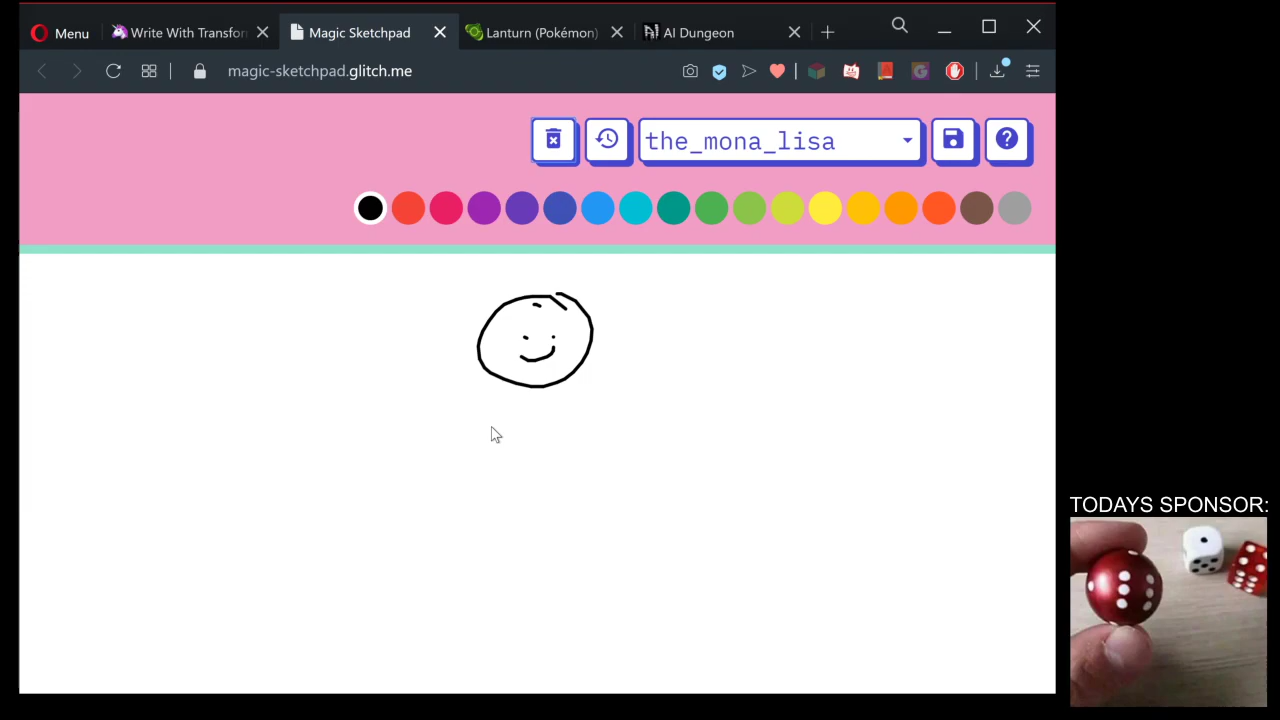 Menu
Write With Transfor
Magic Sketchpad
Lanturn (Pokémon)
AI Dungeon
magic-sketchpad.glitch.me
the_mona_lisa
TODAYS SPONSOR: